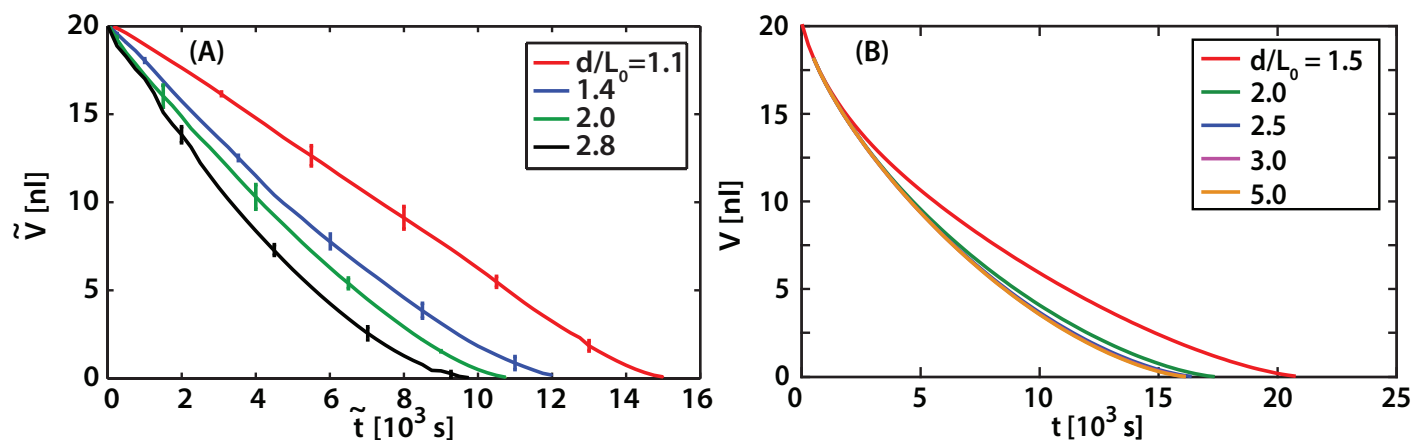 (A)
d/L₀=1.1
1.4
2.0
2.8
20
15
10
5
0
Ṽ [nl]
0 2 4 6 8 10 12 14 16
t̃ [10³ s]
(B)
d/L₀ = 1.5
2.0
2.5
3.0
5.0
20
15
10
5
0
V [nl]
0 5 10 15 20 25
t [10³ s]